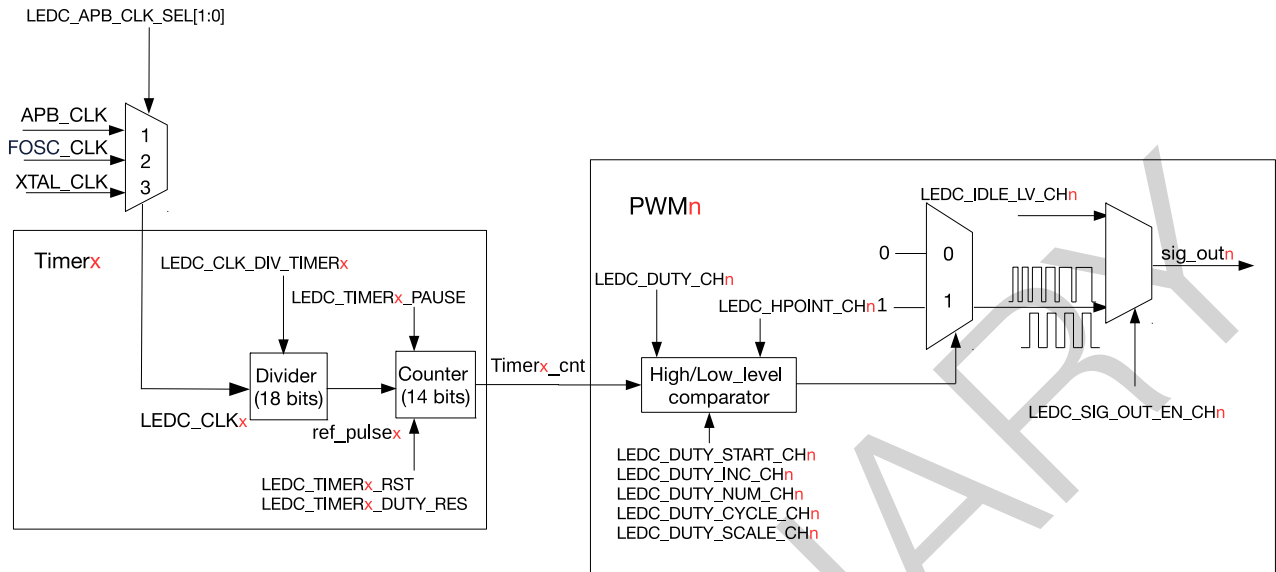 LEDC_APB_CLK_SEL[1:0]
APB_CLK
FOSC_CLK
XTAL_CLK
1
2
3
Timerx
LEDC_CLK_DIV_TIMERx
LEDC_TIMERx_PAUSE
Divider
(18 bits)
Counter
(14 bits)
LEDC_CLKx
ref_pulsex
LEDC_TIMERx_RST
LEDC_TIMERx_DUTY_RES
Timerx_cnt
PWMn
LEDC_DUTY_CHn
LEDC_HPOINT_CHn
High/Low_level
comparator
LEDC_DUTY_START_CHn
LEDC_DUTY_INC_CHn
LEDC_DUTY_NUM_CHn
LEDC_DUTY_CYCLE_CHn
LEDC_DUTY_SCALE_CHn
0
1
0
1
LEDC_IDLE_LV_CHn
sig_outn
LEDC_SIG_OUT_EN_CHn